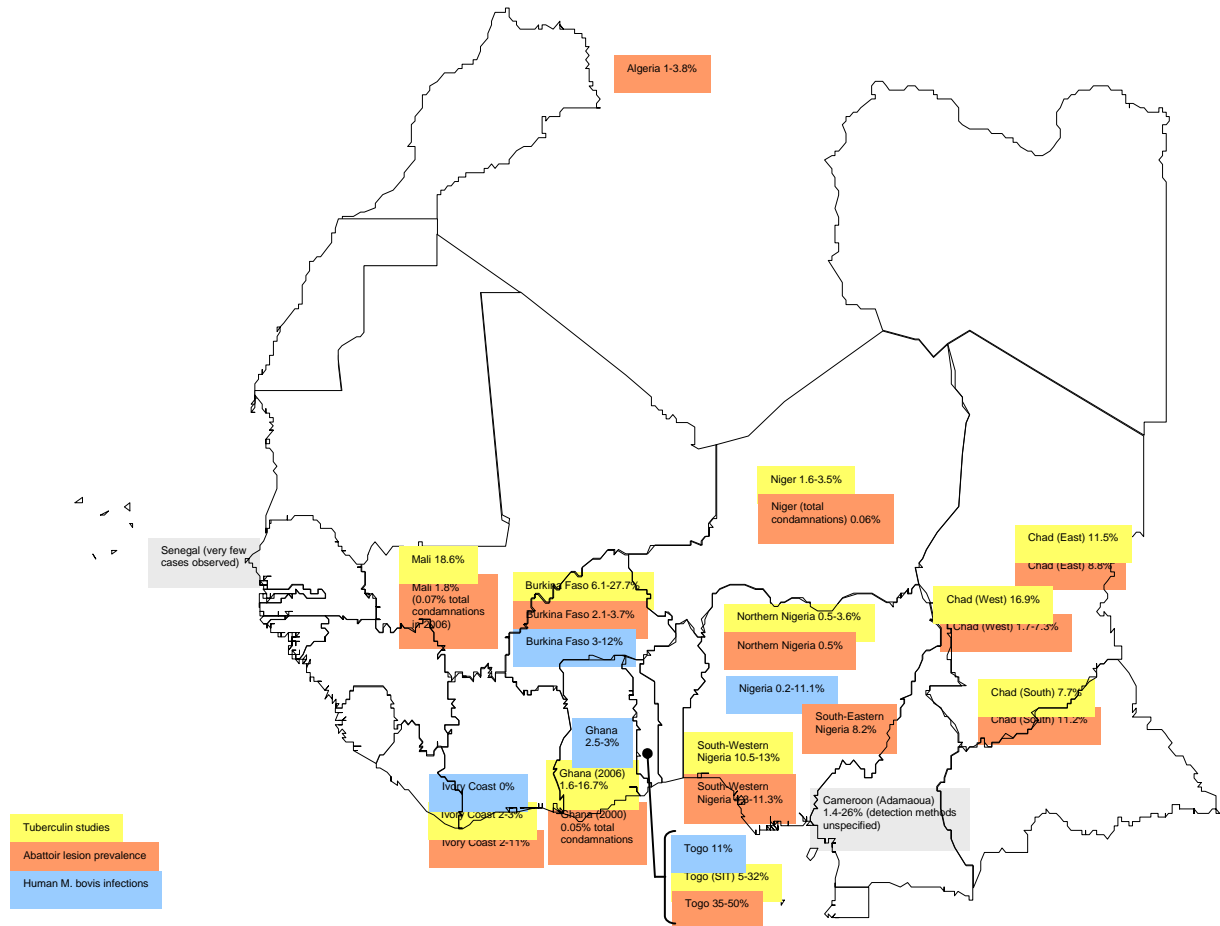 Algeria 1-3.8%
Niger 1.6-3.5%
Niger (total
condamnations) 0.06%
Senegal (very few
cases observed)
Mali 18.6%
Mali 1.8%
(0.07% total
condamnations
in 2006)
Burkina Faso 6.1-27.7%
Burkina Faso 2.1-3.7%
Burkina Faso 3-12%
Chad (East) 11.5%
Chad (East) 8.8%
Chad (West) 16.9%
Chad (West) 1.7-7.3%
Northern Nigeria 0.5-3.6%
Northern Nigeria 0.5%
Nigeria 0.2-11.1%
South-Eastern
Nigeria 8.2%
Chad (South) 7.7%
Chad (South) 11.2%
Ghana
2.5-3%
Ghana (2006)
1.6-16.7%
Ghana (2000)
0.05% total
condamnations
South-Western
Nigeria 10.5-13%
South-Western
Nigeria 4.8-11.3%
Ivory Coast 0%
Ivory Coast 2-3%
Ivory Coast 2-11%
Cameroon (Adamaoua)
1.4-26% (detection methods
unspecified)
Togo 11%
Togo (SIT) 5-32%
Togo 35-50%
Tuberculin studies
Abattoir lesion prevalence
Human M. bovis infections